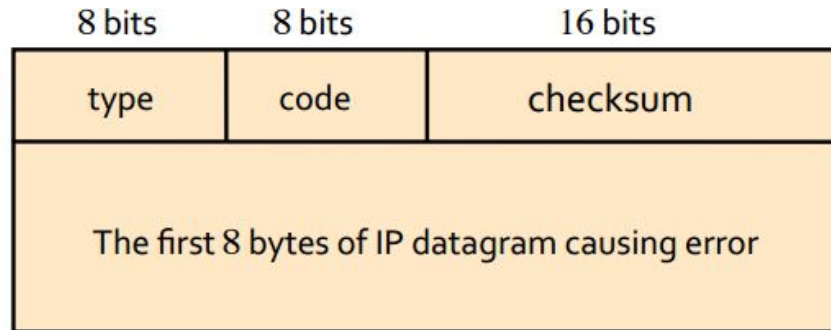 8 bits 8 bits 16 bits
type code checksum
The first 8 bytes of IP datagram causing error